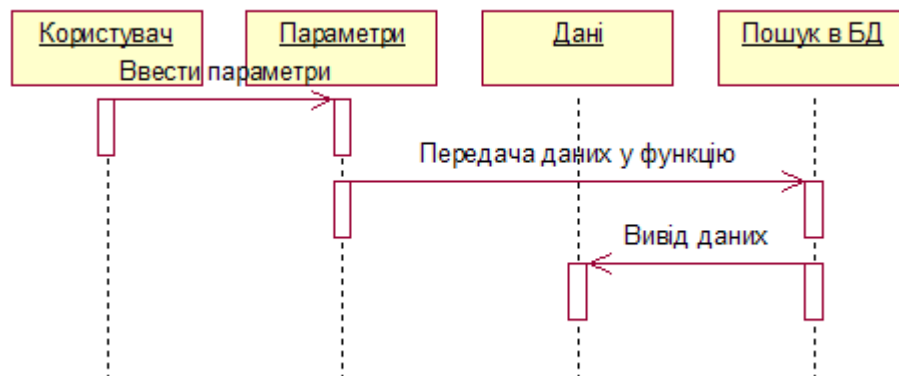 Користувач
Параметри
Дані
Пошук в БД
Ввести параметри
Передача даних у функцію
Вивід даних